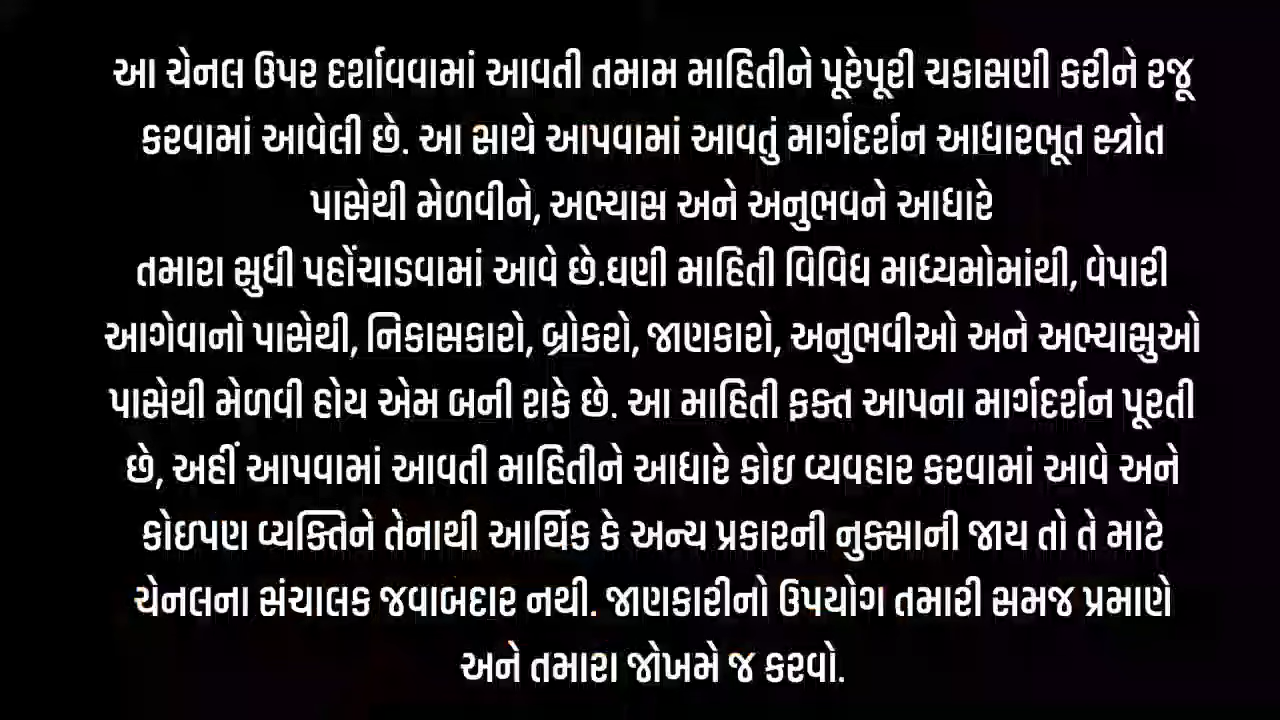 આ ચેનલ ઉપર દર્શાવવામાં આવતી તમામ માહિતીને પૂરેપૂરી ચકાસણી કરીને રજૂ
કરવામાં આવેલી છે. આ સાથે આપવામાં આવતું માર્ગદર્શન આધારભૂત સ્ત્રોત
પાસેથી મેળવીને, અભ્યાસ અને અનુભવને આધારે
તમારા સુધી પહોંચાડવામાં આવે છે.ઘણી માહિતી વિવિધ માધ્યમોમાંથી, વેપારી
આગેવાનો પાસેથી, નિકાસકારો, બ્રોકરો, જાણકારો, અનુભવીઓ અને અભ્યાસુઓ
પાસેથી મેળવી હોય એમ બની શકે છે. આ માહિતી ફક્ત આપના માર્ગદર્શન પૂરતી
છે, અહીં આપવામાં આવતી માહિતીને આધારે કોઇ વ્યવહાર કરવામાં આવે અને
કોઇપણ વ્યક્તિને તેનાથી આર્થિક કે અન્ય પ્રકારની નુક્સાની જાય તો તે માટે
ચેનલના સંચાલક જવાબદાર નથી. જાણકારીનો ઉપયોગ તમારી સમજ પ્રમાણે
અને તમારા જોખમે જ કરવો.